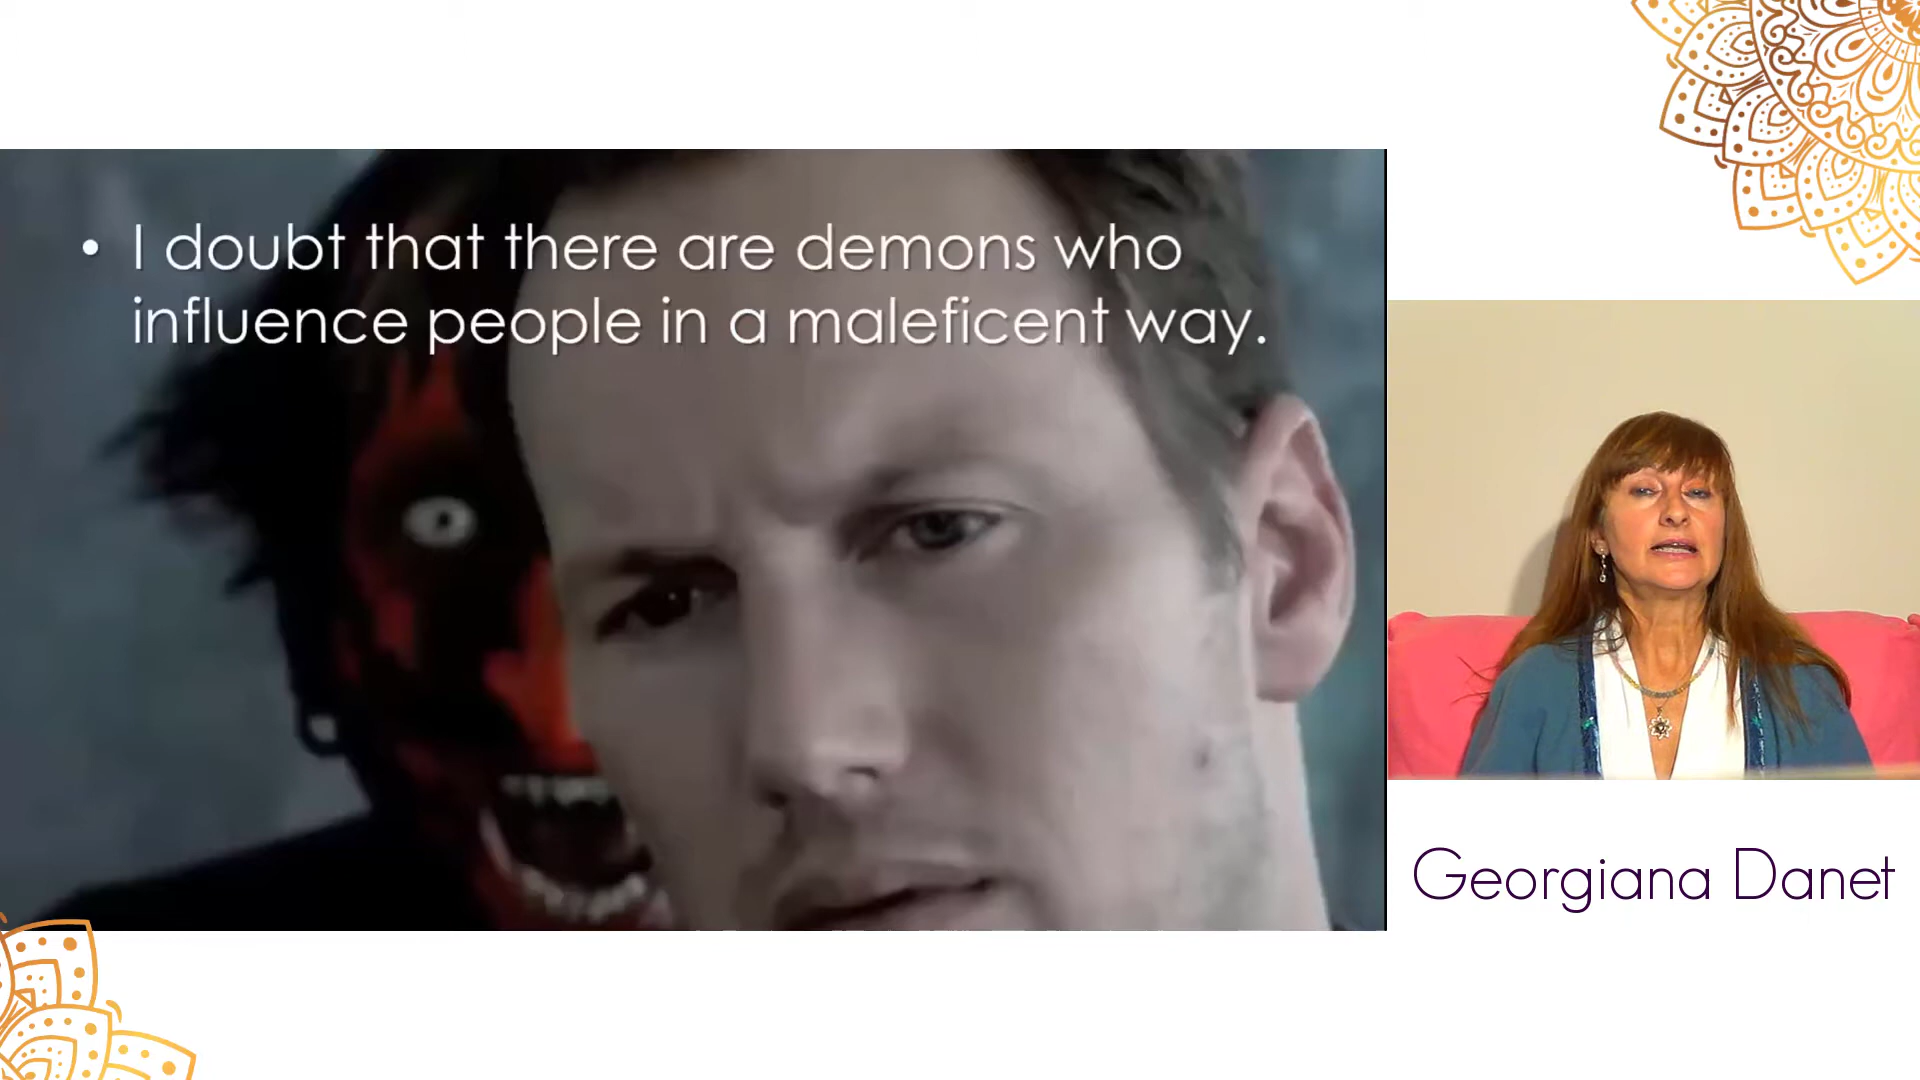 • I doubt that there are demons who
influence people in a maleficent way.
Georgiana Danet